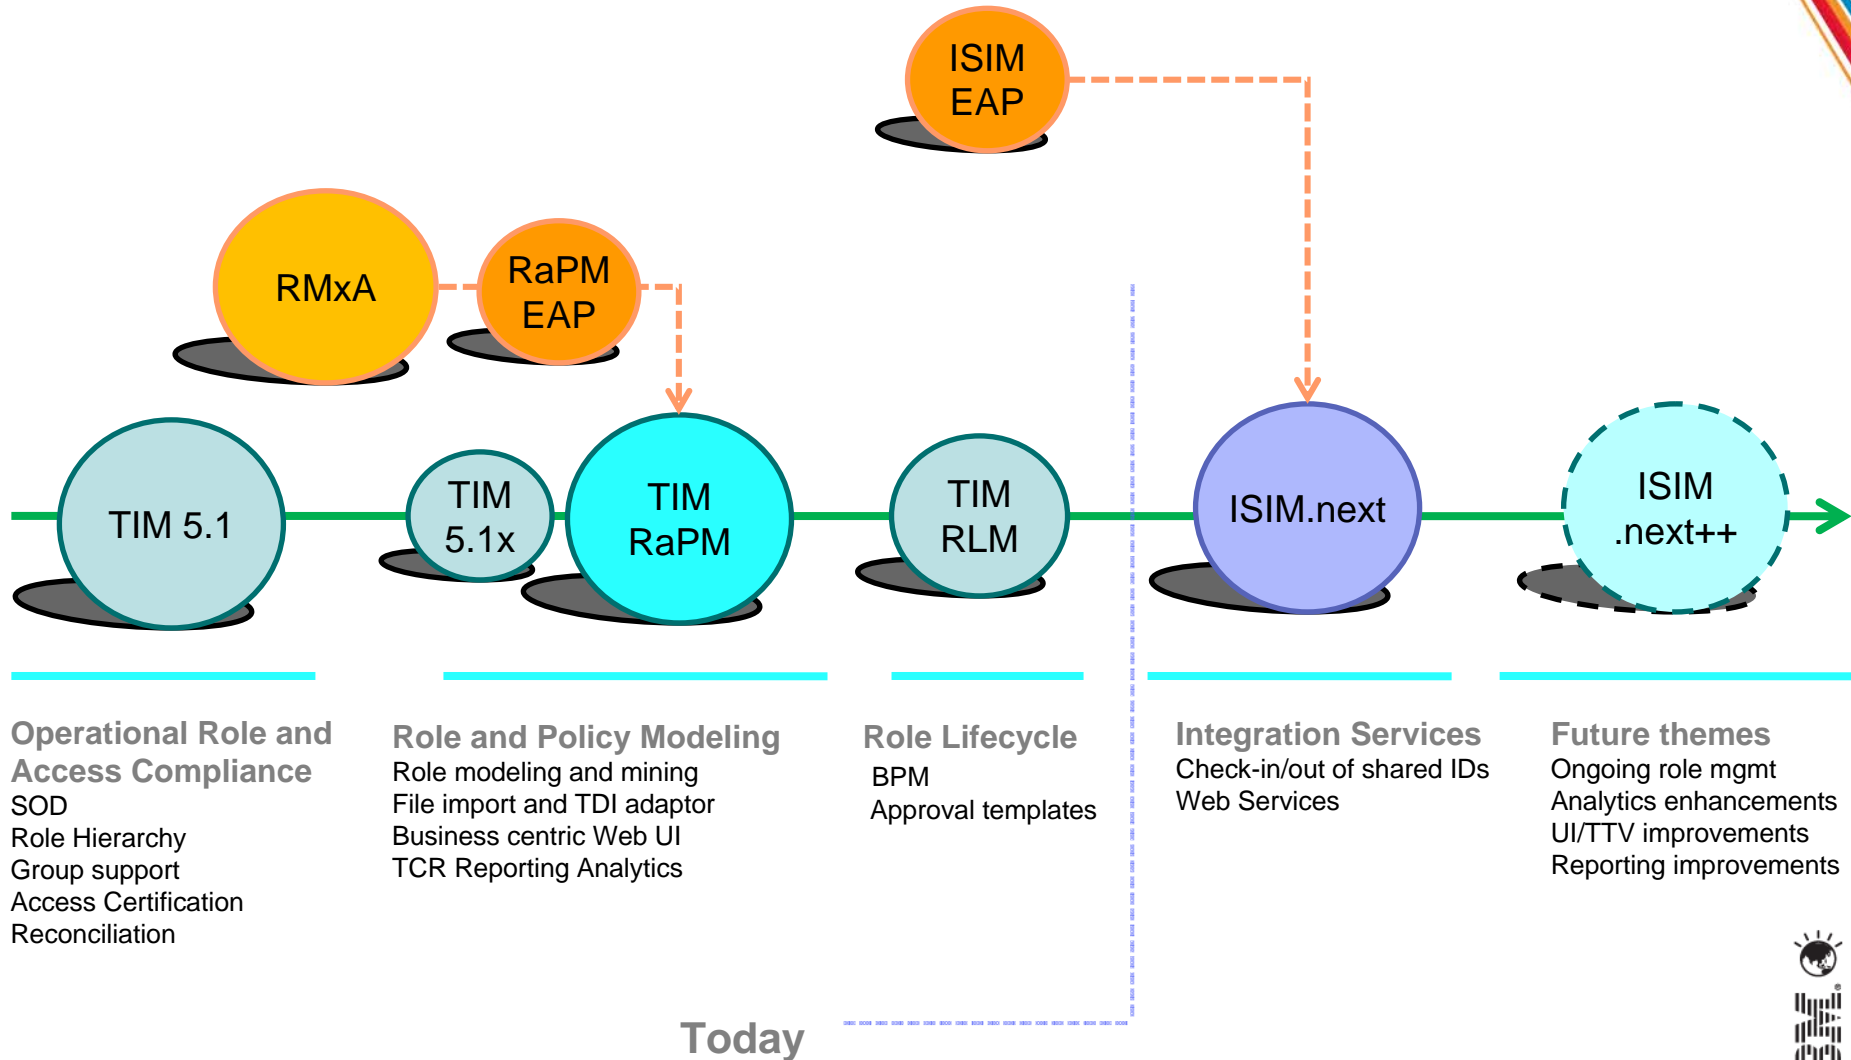 ISIM
EAP
RMxA
RaPM
EAP
TIM 5.1
TIM
5.1x
TIM
RaPM
TIM
RLM
ISIM.next
ISIM
.next++
Operational Role and
Access Compliance
SOD
Role Hierarchy
Group support
Access Certification
Reconciliation
Role and Policy Modeling
Role modeling and mining
File import and TDI adaptor
Business centric Web UI
TCR Reporting Analytics
Role Lifecycle
BPM
Approval templates
Integration Services
Check-in/out of shared IDs
Web Services
Future themes
Ongoing role mgmt
Analytics enhancements
UI/TTV improvements
Reporting improvements
Today
IBM®